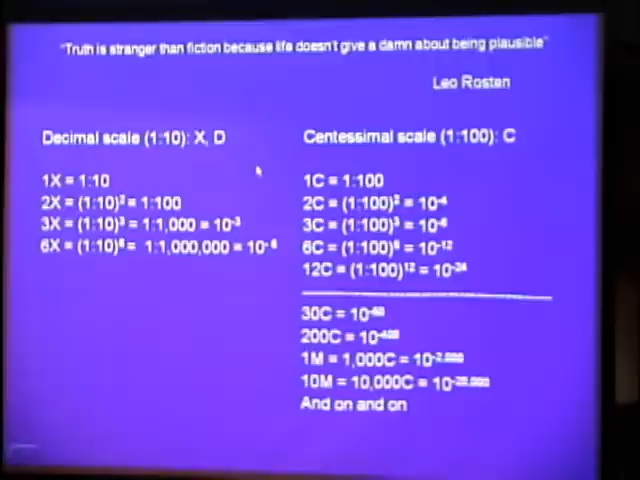 "Truth is stranger than fiction because life doesn't give a damn about being plausible"
Leo Rosten
Decimal scale (1:10): X, D
1X = 1:10
2X = (1:10)² = 1:100
3X = (1:10)³ = 1:1,000 = 10⁻³
6X = (1:10)⁶ = 1:1,000,000 = 10⁻⁶
Centessimal scale (1:100): C
1C = 1:100
2C = (1:100)² = 10⁻⁴
3C = (1:100)³ = 10⁻⁶
6C = (1:100)⁶ = 10⁻¹²
12C = (1:100)¹² = 10⁻²⁴
30C = 10⁻⁶⁰
200C = 10⁻⁴⁰⁰
1M = 1,000C = 10⁻²·⁰⁰⁰
10M = 10,000C = 10⁻²⁰·⁰⁰⁰
And on and on